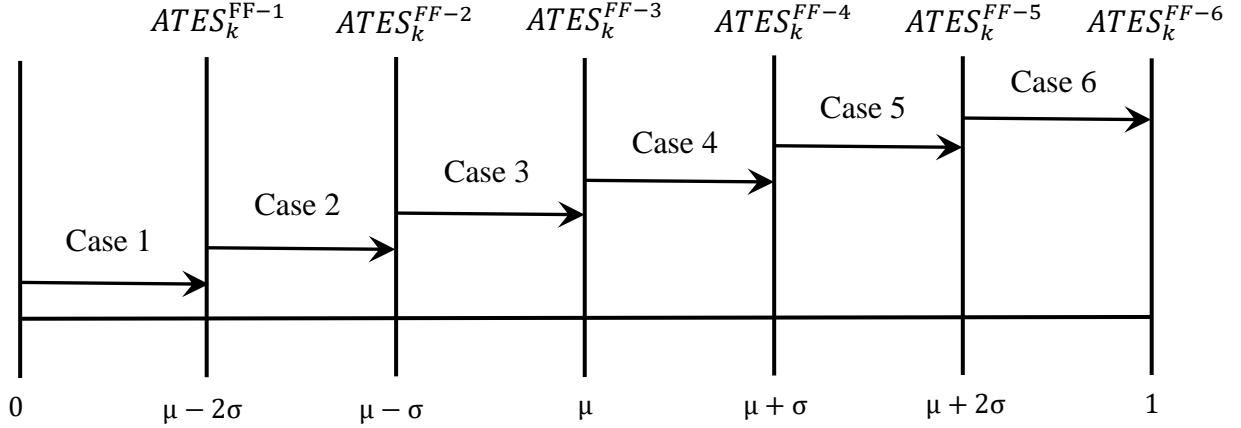 ATES_k^{FF−1} ATES_k^{FF−2} ATES_k^{FF−3} ATES_k^{FF−4} ATES_k^{FF−5} ATES_k^{FF−6}
Case 6
Case 5
Case 4
Case 3
Case 2
Case 1
0 μ − 2σ μ − σ μ μ + σ μ + 2σ 1